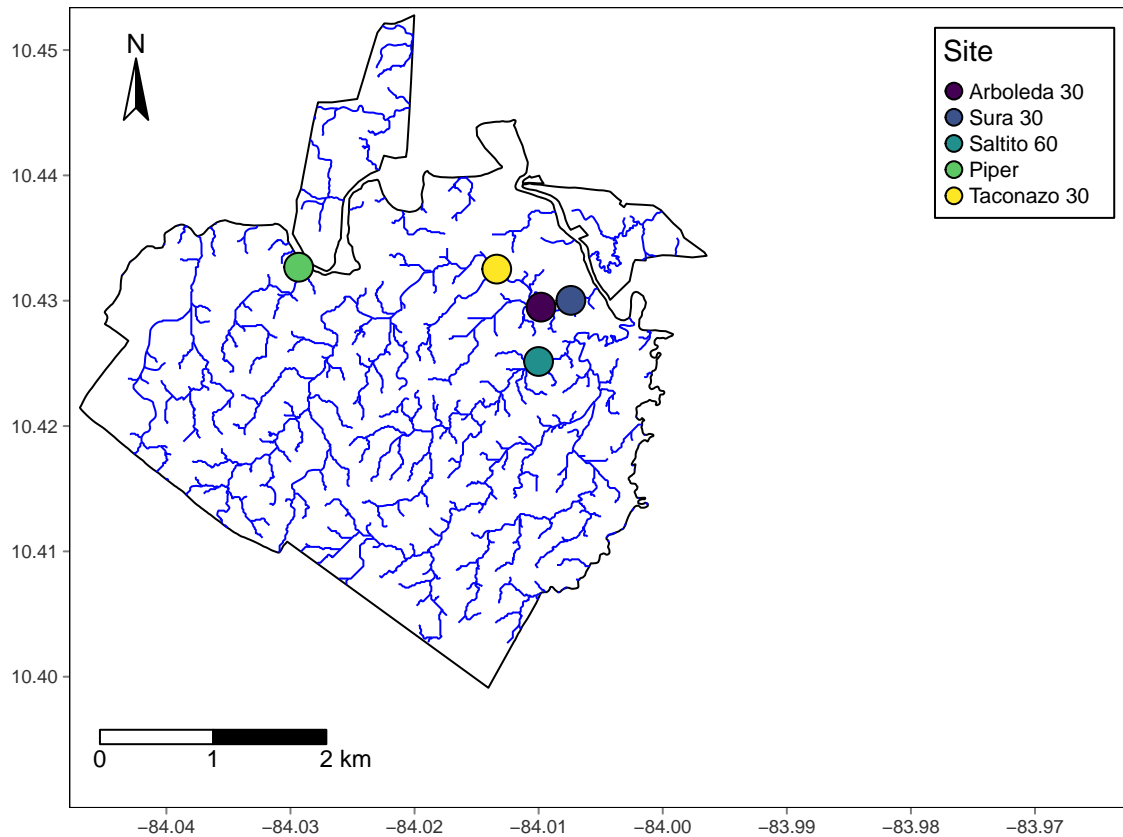 10.45
10.44
10.43
10.42
10.41
10.40
N
Site
Arboleda 30
Sura 30
Saltito 60
Piper
Taconazo 30
0 1 2 km
−84.04 −84.03 −84.02 −84.01 −84.00 −83.99 −83.98 −83.97